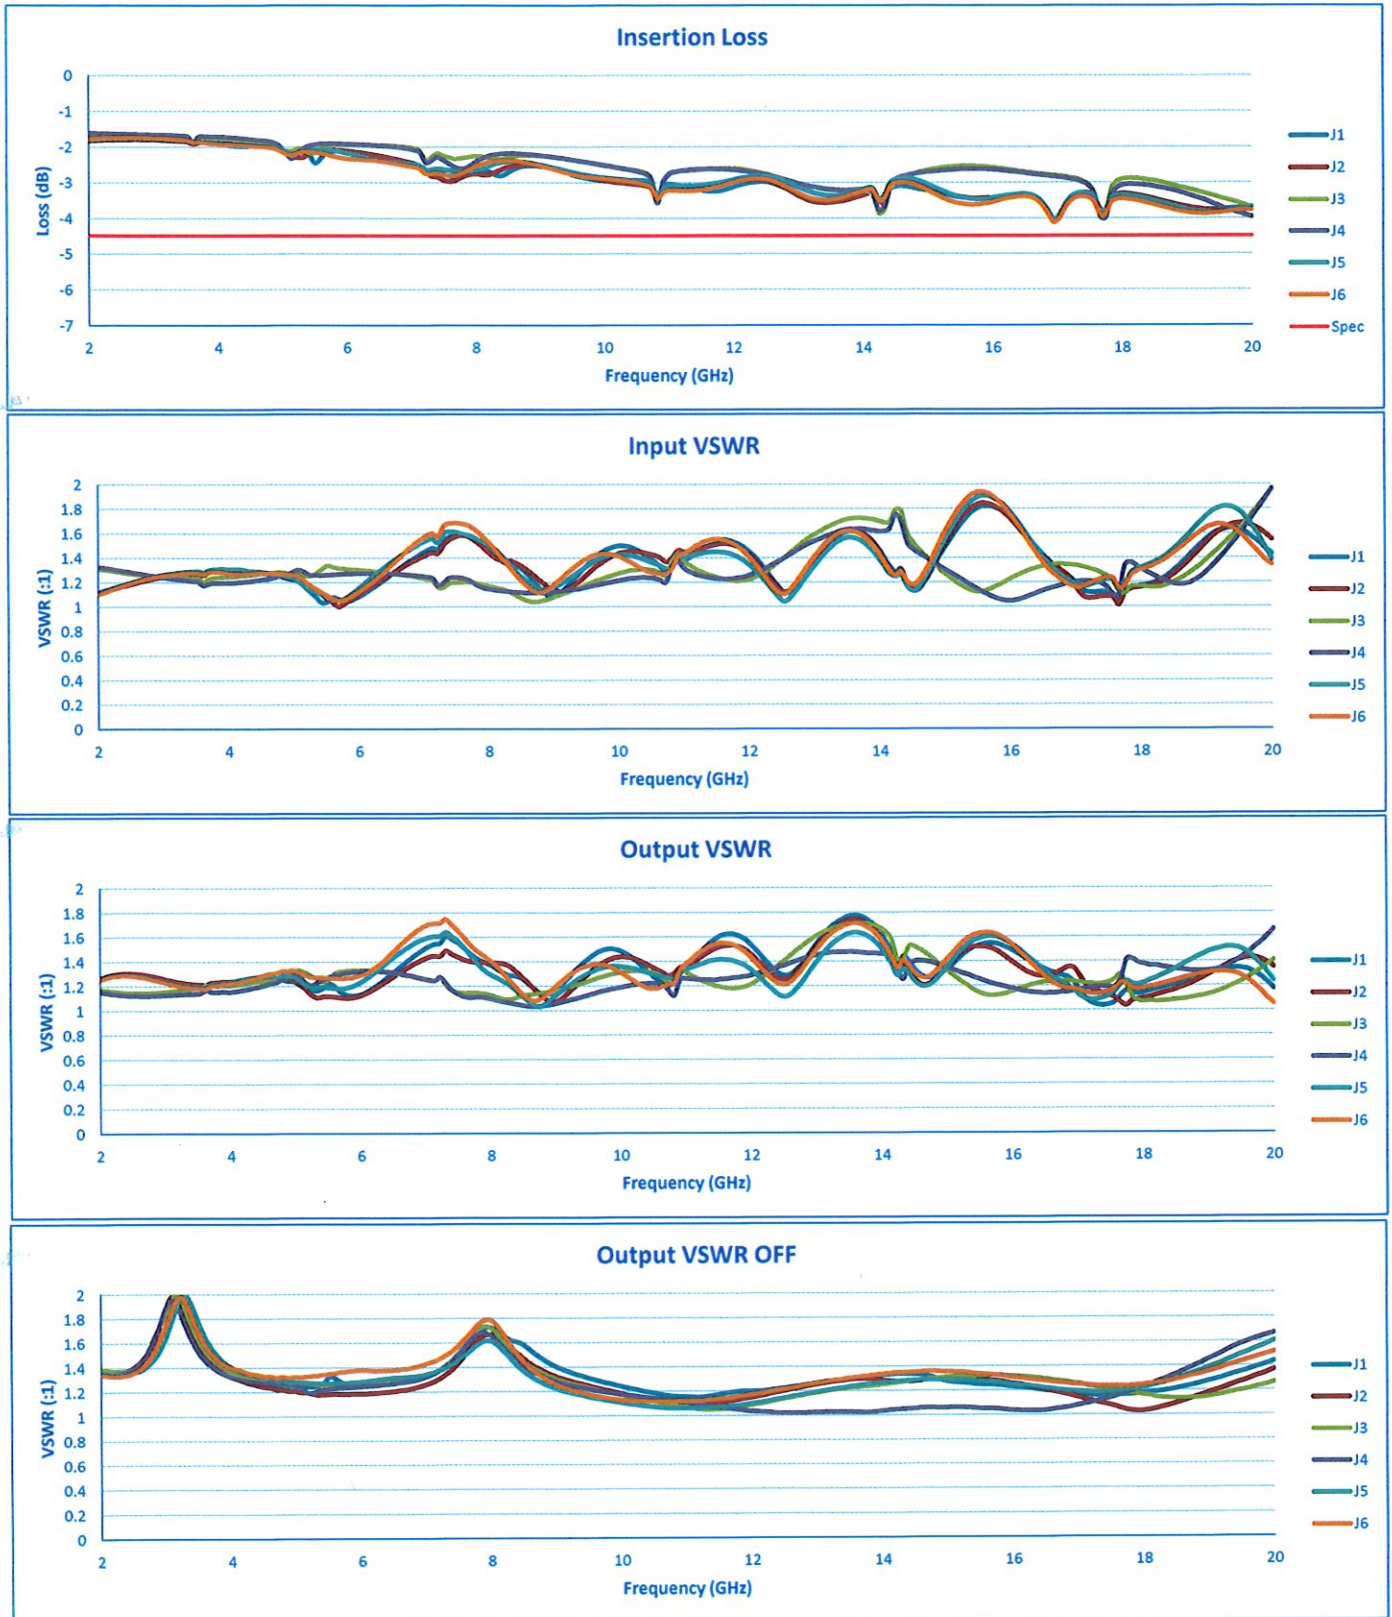 Insertion Loss
0
-1
-2
-3
-4
-5
-6
-7
Loss (dB)
2 4 6 8 10 12 14 16 18 20
Frequency (GHz)
J1
J2
J3
J4
J5
J6
Spec
Input VSWR
2
1.8
1.6
1.4
1.2
1
0.8
0.6
0.4
0.2
0
VSWR (:1)
2 4 6 8 10 12 14 16 18 20
Frequency (GHz)
J1
J2
J3
J4
J5
J6
Output VSWR
2
1.8
1.6
1.4
1.2
1
0.8
0.6
0.4
0.2
0
VSWR (:1)
2 4 6 8 10 12 14 16 18 20
Frequency (GHz)
J1
J2
J3
J4
J5
J6
Output VSWR OFF
2
1.8
1.6
1.4
1.2
1
0.8
0.6
0.4
0.2
0
VSWR (:1)
2 4 6 8 10 12 14 16 18 20
Frequency (GHz)
J1
J2
J3
J4
J5
J6